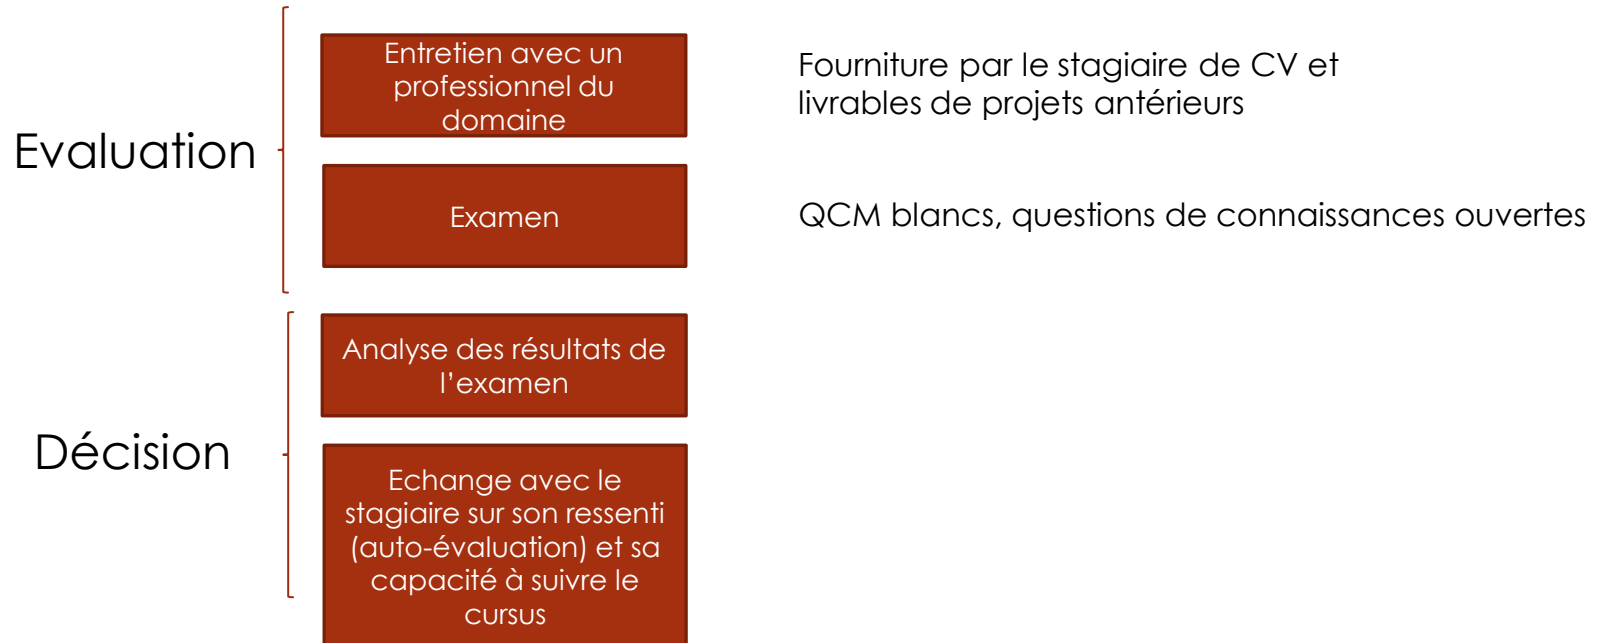 Evaluation
Entretien avec un
professionnel du
domaine
Fourniture par le stagiaire de CV et
livrables de projets antérieurs
Examen
QCM blancs, questions de connaissances ouvertes
Décision
Analyse des résultats de
l’examen
Echange avec le
stagiaire sur son ressenti
(auto-évaluation) et sa
capacité à suivre le
cursus